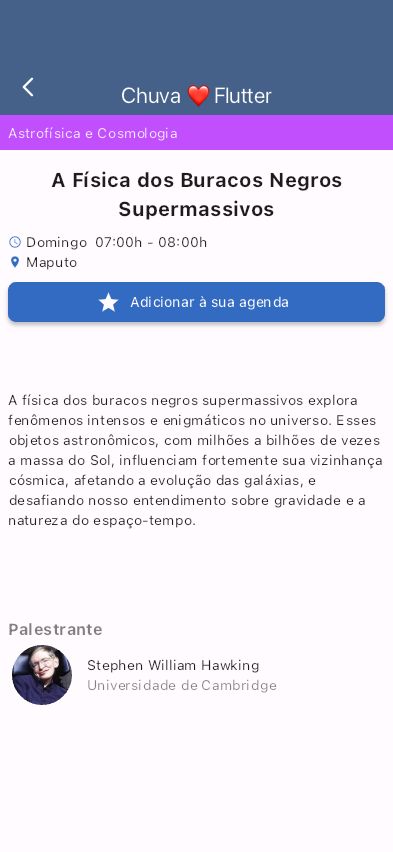 Chuva ❤️ Flutter
Astrofísica e Cosmologia
A Física dos Buracos Negros
Supermassivos
Domingo 07:00h - 08:00h
Maputo
Adicionar à sua agenda
A física dos buracos negros supermassivos explora
fenômenos intensos e enigmáticos no universo. Esses
objetos astronômicos, com milhões a bilhões de vezes
a massa do Sol, influenciam fortemente sua vizinhança
cósmica, afetando a evolução das galáxias, e
desafiando nosso entendimento sobre gravidade e a
natureza do espaço-tempo.
Palestrante
Stephen William Hawking
Universidade de Cambridge